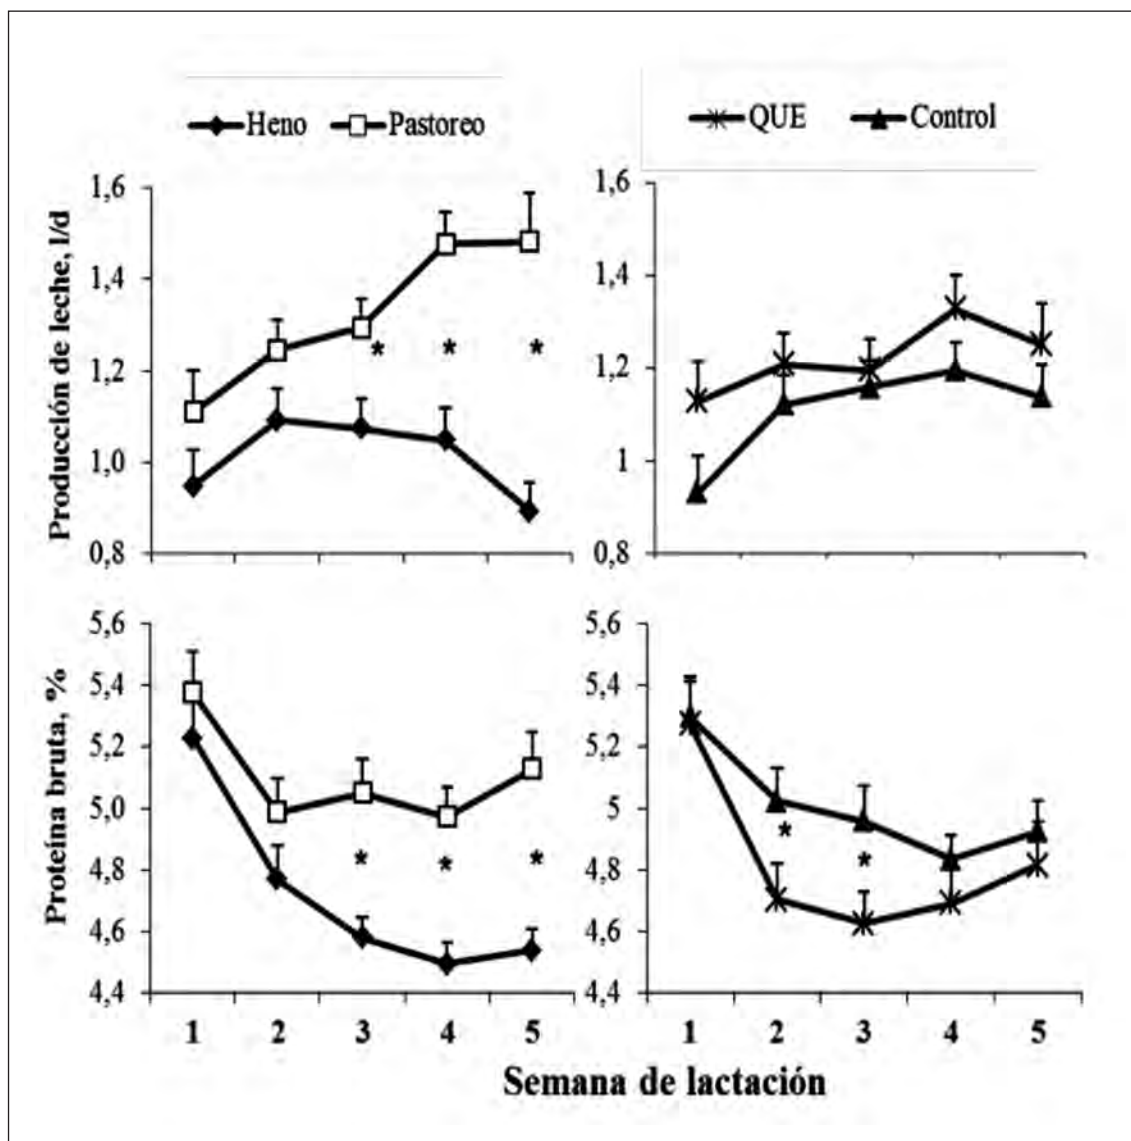 Heno Pastoreo
QUE Control
Producción de leche, l/d
1,6
1,4
1,2
1,0
0,8
* * *
1,6
1,4
1,2
1
0,8
Proteína bruta, %
5,6
5,4
5,2
5,0
4,8
4,6
4,4
* * *
1 2 3 4 5
5,6
5,4
5,2
5
4,8
4,6
4,4
* *
1 2 3 4 5
Semana de lactación